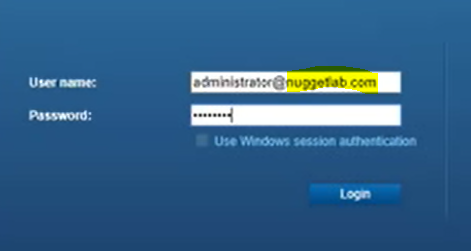 User name:
administrator@nuggetlab.com
Password:
••••••••
Use Windows session authentication
Login